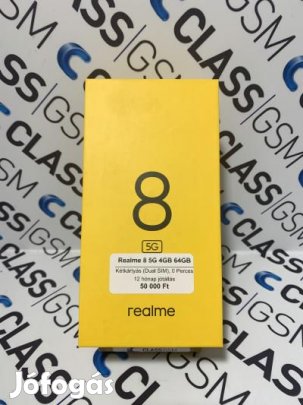 CLASS GSM
8
5G
Realme 8 5G 4GB 64GB
Kétkártyás (Dual SIM), 0 Perces
12 hónap jótállás
50 000 Ft
realme
Jófogás